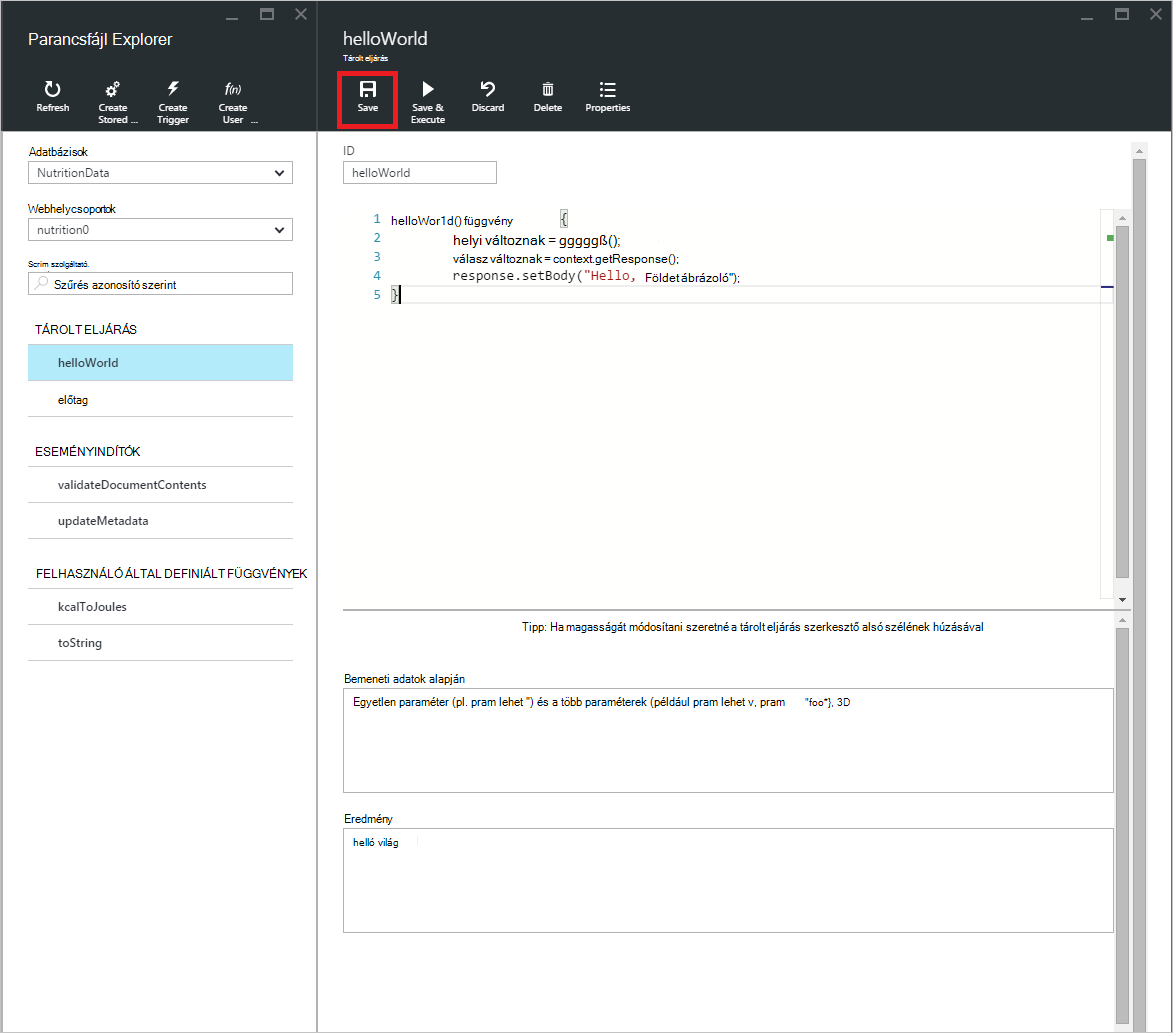 Parancsfájl Explorer
Refresh
Create Stored ...
Create Trigger
f(n)
Create User ...
Adatbázisok
NutritionData
Webhelycsoportok
nutrition0
Scrim szolgáltató.
Szűrés azonosító szerint
TÁROLT ELJÁRÁS
helloWorld
előtag
ESEMÉNYINDÍTÓK
validateDocumentContents
updateMetadata
FELHASZNÁLÓ ÁLTAL DEFINIÁLT FÜGGVÉNYEK
kcalToJoules
toString
helloWorld
Tárolt eljárás
Save
Save & Execute
Discard
Delete
Properties
ID
helloWorld
1 helloWor1d() függvény {
2 helyi változnak = gggggß();
3 válasz változnak = context.getResponse();
4 response.setBody("Hello, Földet ábrázoló");
5 }
Tipp: Ha magasságát módosítani szeretné a tárolt eljárás szerkesztő alsó szélének húzásával
Bemeneti adatok alapján
Egyetlen paraméter (pl. pram lehet ") és a több paraméterek (például pram lehet v, pram "foo"}, 3D
Eredmény
helló világ